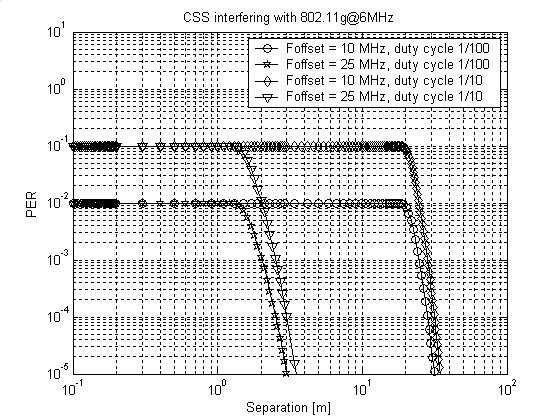 CSS interfering with 802.11g@6MHz
Foffset = 10 MHz, duty cycle 1/100
Foffset = 25 MHz, duty cycle 1/100
Foffset = 10 MHz, duty cycle 1/10
Foffset = 25 MHz, duty cycle 1/10
10^1
10^0
10^-1
10^-2
10^-3
10^-4
10^-5
PER
10^-1 10^0 10^1 10^2
Separation [m]